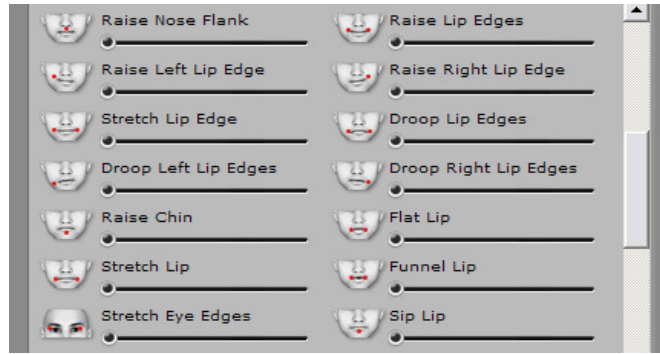 Raise Nose Flank
Raise Lip Edges
Raise Left Lip Edge
Raise Right Lip Edge
Stretch Lip Edge
Droop Lip Edges
Droop Left Lip Edges
Droop Right Lip Edges
Raise Chin
Flat Lip
Stretch Lip
Funnel Lip
Stretch Eye Edges
Sip Lip